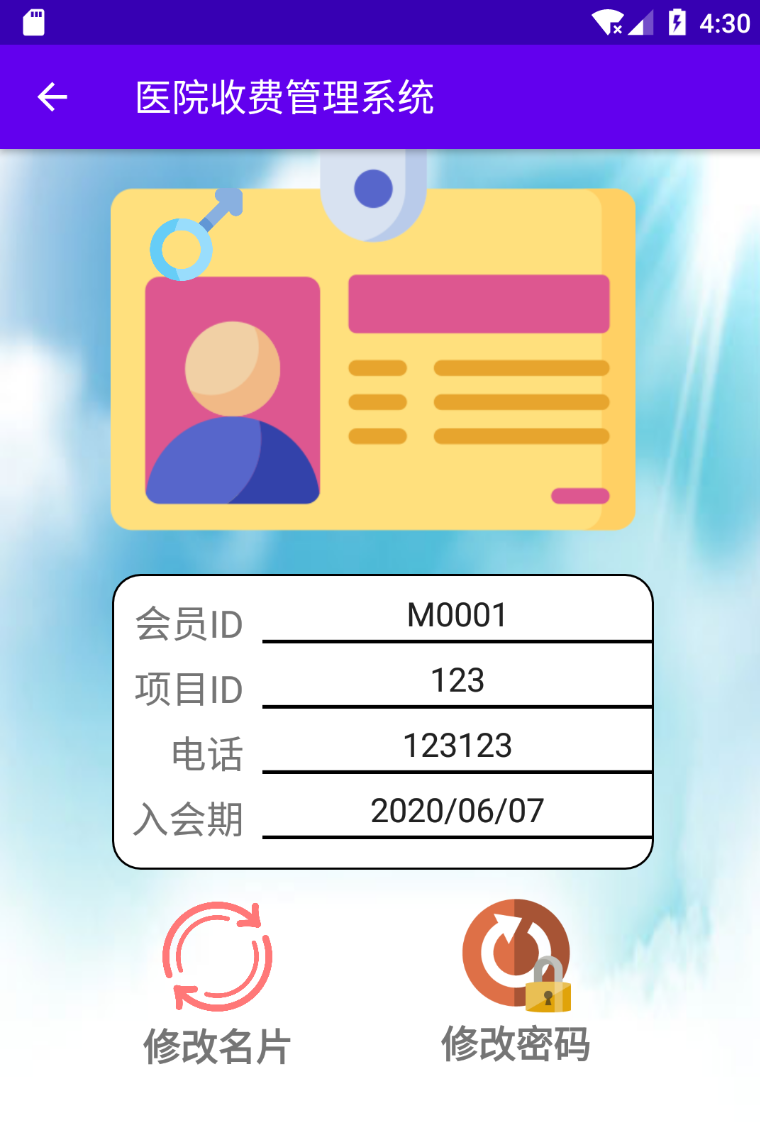 4:30
医院收费管理系统
会员ID M0001
项目ID 123
电话 123123
入会期 2020/06/07
修改名片 修改密码